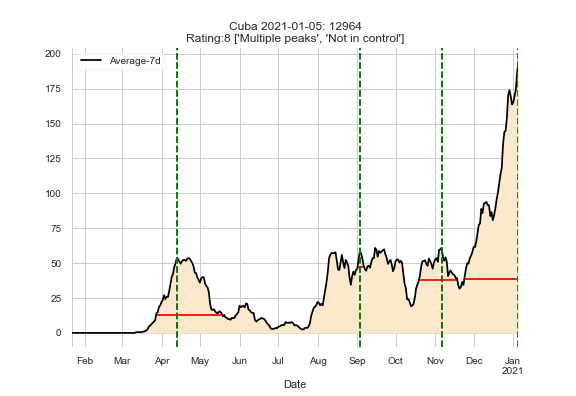 Cuba 2021-01-05: 12964
Rating:8 ['Multiple peaks', 'Not in control']
Average-7d
200
175
150
125
100
75
50
25
0
Feb Mar Apr May Jun Jul Aug Sep Oct Nov Dec Jan
2021
Date